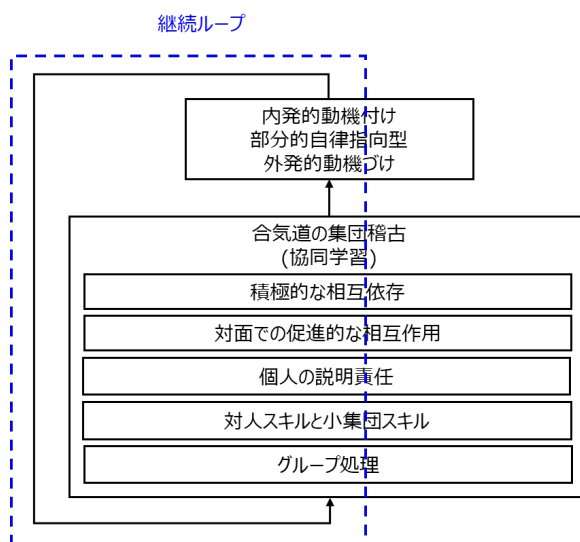 継続ループ
内発的動機付け
部分的自律指向型
外発的動機づけ
合気道の集団稽古
(協同学習)
積極的な相互依存
対面での促進的な相互作用
個人の説明責任
対人スキルと小集団スキル
グループ処理